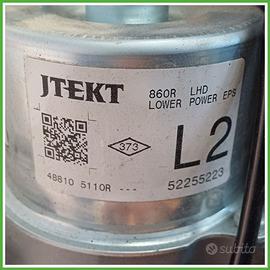 JTEKT
860R LHD
LOWER POWER EPS
373
L2
48810 5110R ---
52255223
subito